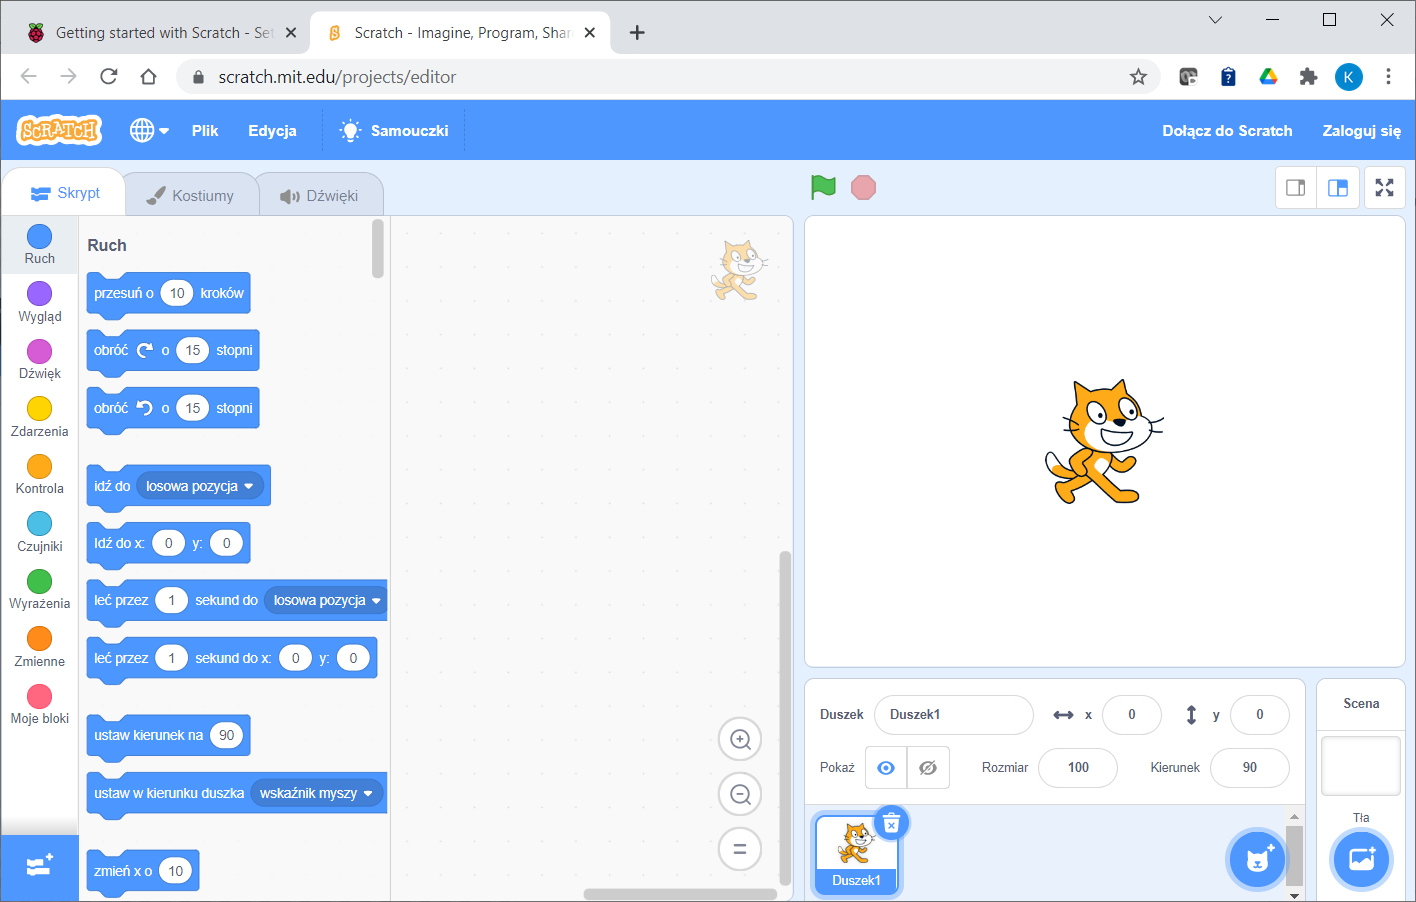 Getting started with Scratch - Set
Scratch - Imagine, Program, Shar
scratch.mit.edu/projects/editor
K
SCRATCH
Plik
Edycja
Samouczki
Dołącz do Scratch
Zaloguj się
Skrypt
Kostiumy
Dźwięki
Ruch
Wygląd
Dźwięk
Zdarzenia
Kontrola
Czujniki
Wyrażenia
Zmienne
Moje bloki
Ruch
przesuń o 10 kroków
obróć o 15 stopni
obróć o 15 stopni
idź do losowa pozycja
Idź do x: 0 y: 0
leć przez 1 sekund do losowa pozycja
leć przez 1 sekund do x: 0 y: 0
ustaw kierunek na 90
ustaw w kierunku duszka wskaźnik myszy
zmień x o 10
Duszek Duszek1 x 0 y 0
Pokaż Rozmiar 100 Kierunek 90
Duszek1
Scena
Tła